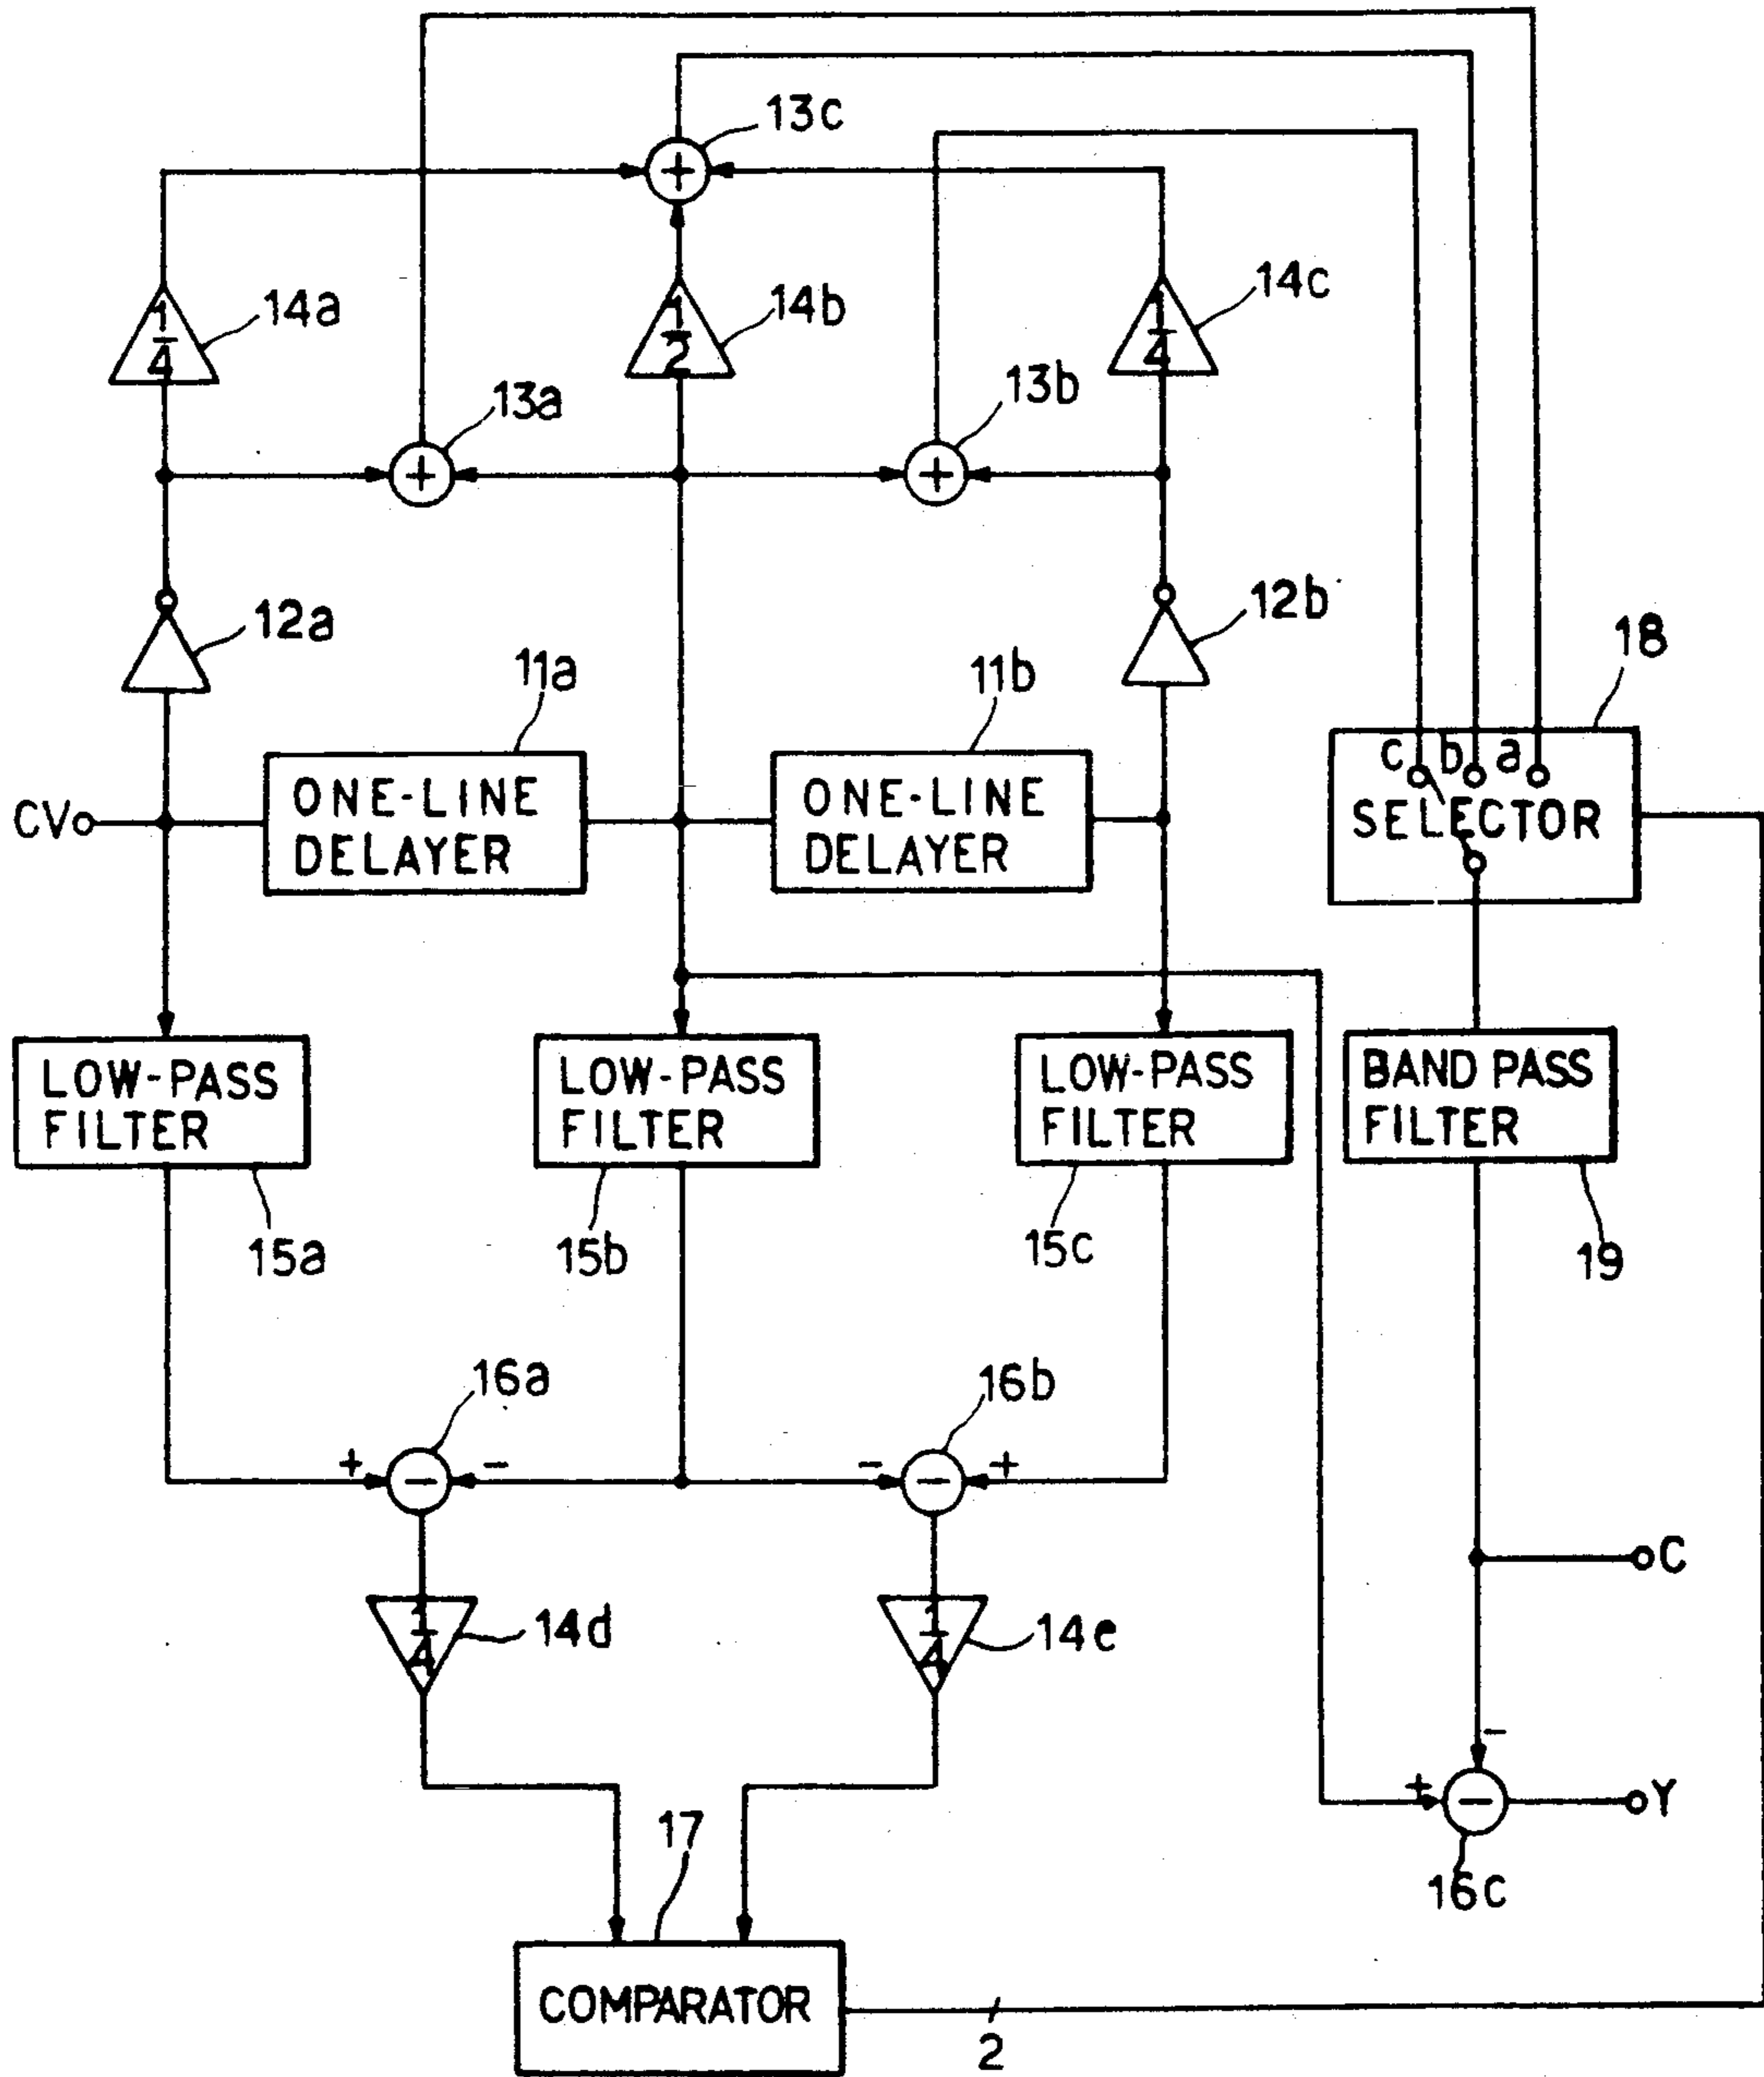 13c
14a
1
4
14b
1
2
14c
1
4
13a
+
+
13b
+
12a
12b
18
11a
11b
c b a
CV
ONE-LINE
DELAYER
ONE-LINE
DELAYER
SELECTOR
LOW-PASS
FILTER
LOW-PASS
FILTER
LOW-PASS
FILTER
BAND PASS
FILTER
15a
15b
15c
19
16a
16b
+ - -
- - +
C
1
4
14d
1
4
14e
-
+ -
Y
17
16c
COMPARATOR
2